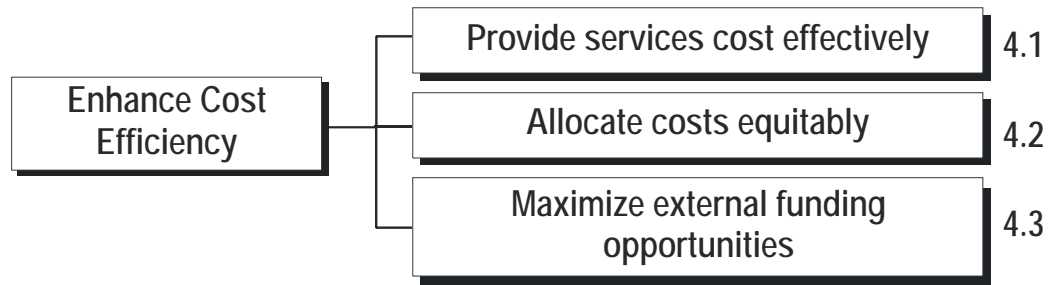 Provide services cost effectively 4.1
Enhance Cost
Efficiency
Allocate costs equitably 4.2
Maximize external funding
opportunities
4.3